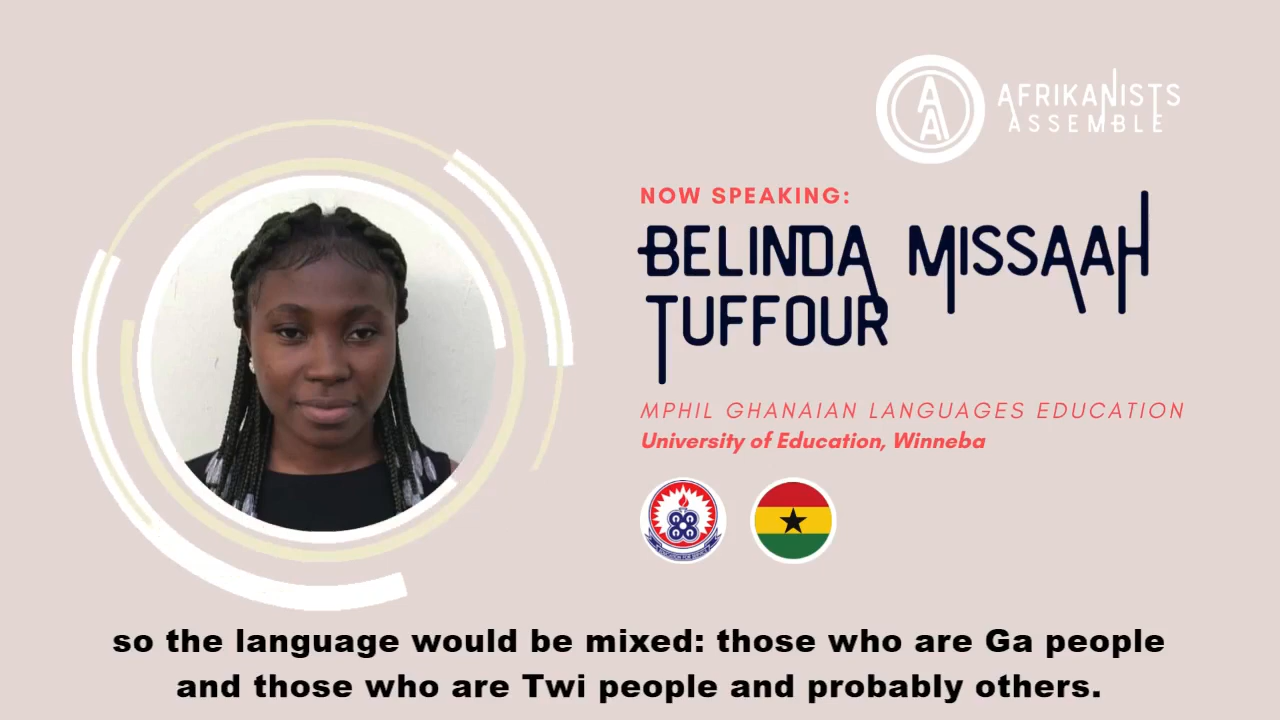 AFRIKANISTS
ASSEMBLE
NOW SPEAKING:
BELINDA MISSAAH
TUFFOUR
MPHIL GHANAIAN LANGUAGES EDUCATION
University of Education, Winneba
so the language would be mixed: those who are Ga people
and those who are Twi people and probably others.